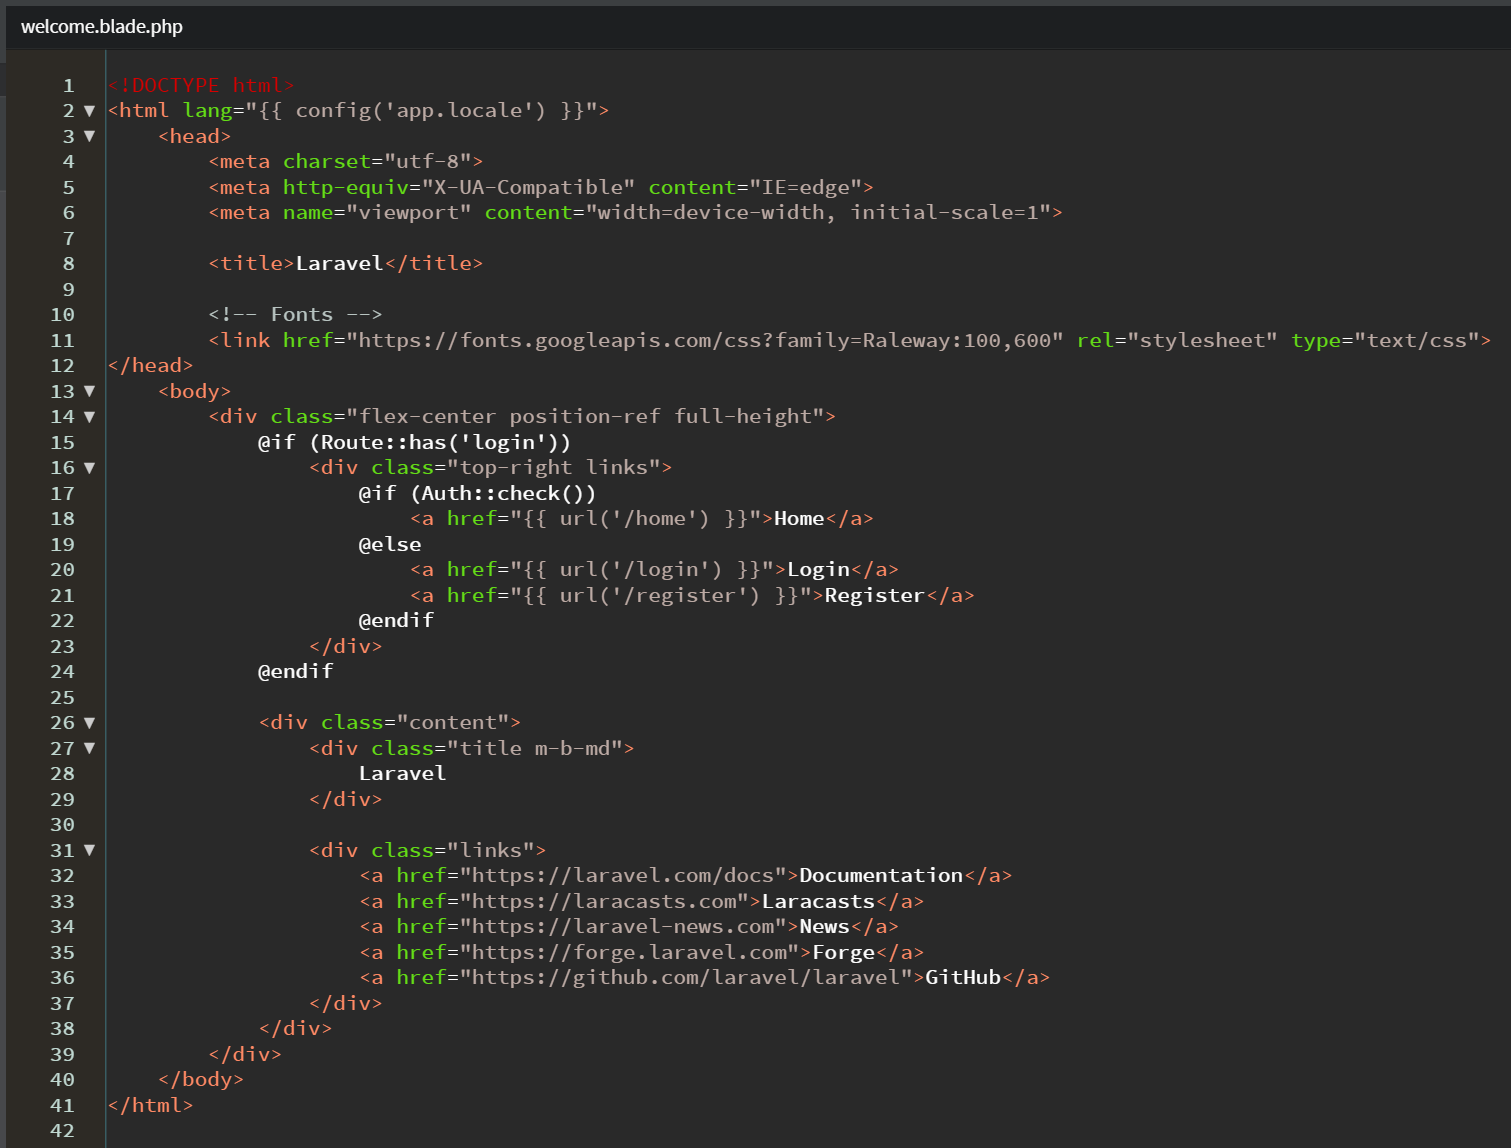 welcome.blade.php
1 <!DOCTYPE html>
2 ▼ <html lang="{{ config('app.locale') }}">
3 ▼     <head>
4         <meta charset="utf-8">
5         <meta http-equiv="X-UA-Compatible" content="IE=edge">
6         <meta name="viewport" content="width=device-width, initial-scale=1">
7
8         <title>Laravel</title>
9
10         <!-- Fonts -->
11         <link href="https://fonts.googleapis.com/css?family=Raleway:100,600" rel="stylesheet" type="text/css">
12 </head>
13 ▼     <body>
14 ▼         <div class="flex-center position-ref full-height">
15             @if (Route::has('login'))
16 ▼                 <div class="top-right links">
17                     @if (Auth::check())
18                         <a href="{{ url('/home') }}">Home</a>
19                     @else
20                         <a href="{{ url('/login') }}">Login</a>
21                         <a href="{{ url('/register') }}">Register</a>
22                     @endif
23                 </div>
24             @endif
25
26 ▼             <div class="content">
27 ▼                 <div class="title m-b-md">
28                     Laravel
29                 </div>
30
31 ▼                 <div class="links">
32                     <a href="https://laravel.com/docs">Documentation</a>
33                     <a href="https://laracasts.com">Laracasts</a>
34                     <a href="https://laravel-news.com">News</a>
35                     <a href="https://forge.laravel.com">Forge</a>
36                     <a href="https://github.com/laravel/laravel">GitHub</a>
37                 </div>
38             </div>
39         </div>
40     </body>
41 </html>
42